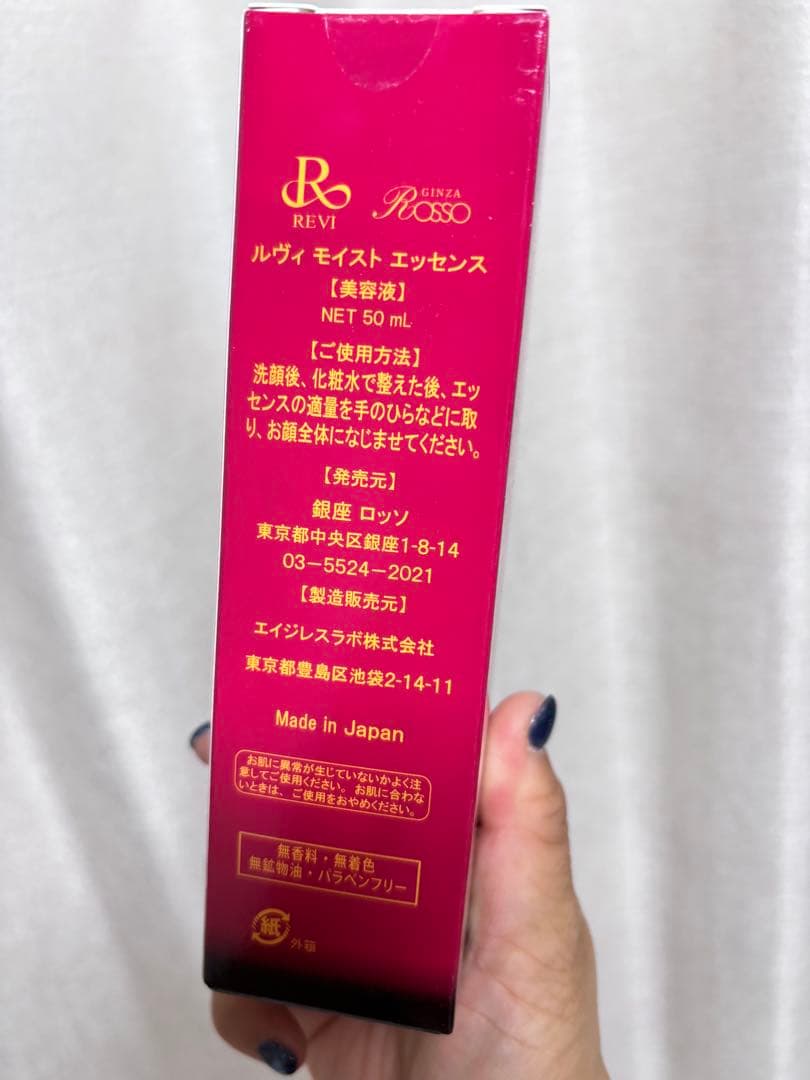 R
REVI
GINZA
Rosso
ルヴィ モイスト エッセンス
【美容液】
NET 50 mL
【ご使用方法】
洗顔後、化粧水で整えた後、エッ
センスの適量を手のひらなどに取
り、お顔全体になじませてください。
【発売元】
銀座 ロッソ
東京都中央区銀座1-8-14
03-5524-2021
【製造販売元】
エイジレスラボ株式会社
東京都豊島区池袋2-14-11
Made in Japan
お肌に異常が生じていないかよく注
意してご使用ください。お肌に合わな
いときは、ご使用をおやめください。
無香料・無着色
無鉱物油・パラベンフリー
紙
外箱